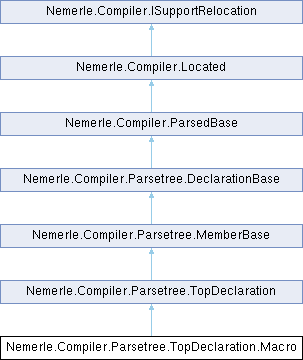 Nemerle.Compiler.ISupportRelocation
Nemerle.Compiler.Located
Nemerle.Compiler.ParsedBase
Nemerle.Compiler.Parsetree.DeclarationBase
Nemerle.Compiler.Parsetree.MemberBase
Nemerle.Compiler.Parsetree.TopDeclaration
Nemerle.Compiler.Parsetree.TopDeclaration.Macro